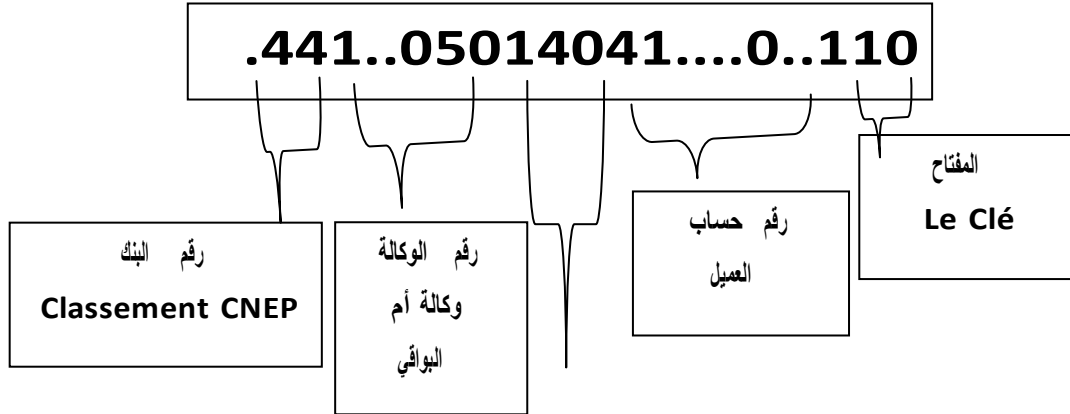 .441..05014041....0..110
رقم البنك
Classement CNEP
رقم الوكالة
وكالة أم
البواقي
رقم حساب
العميل
المفتاح
Le Clé